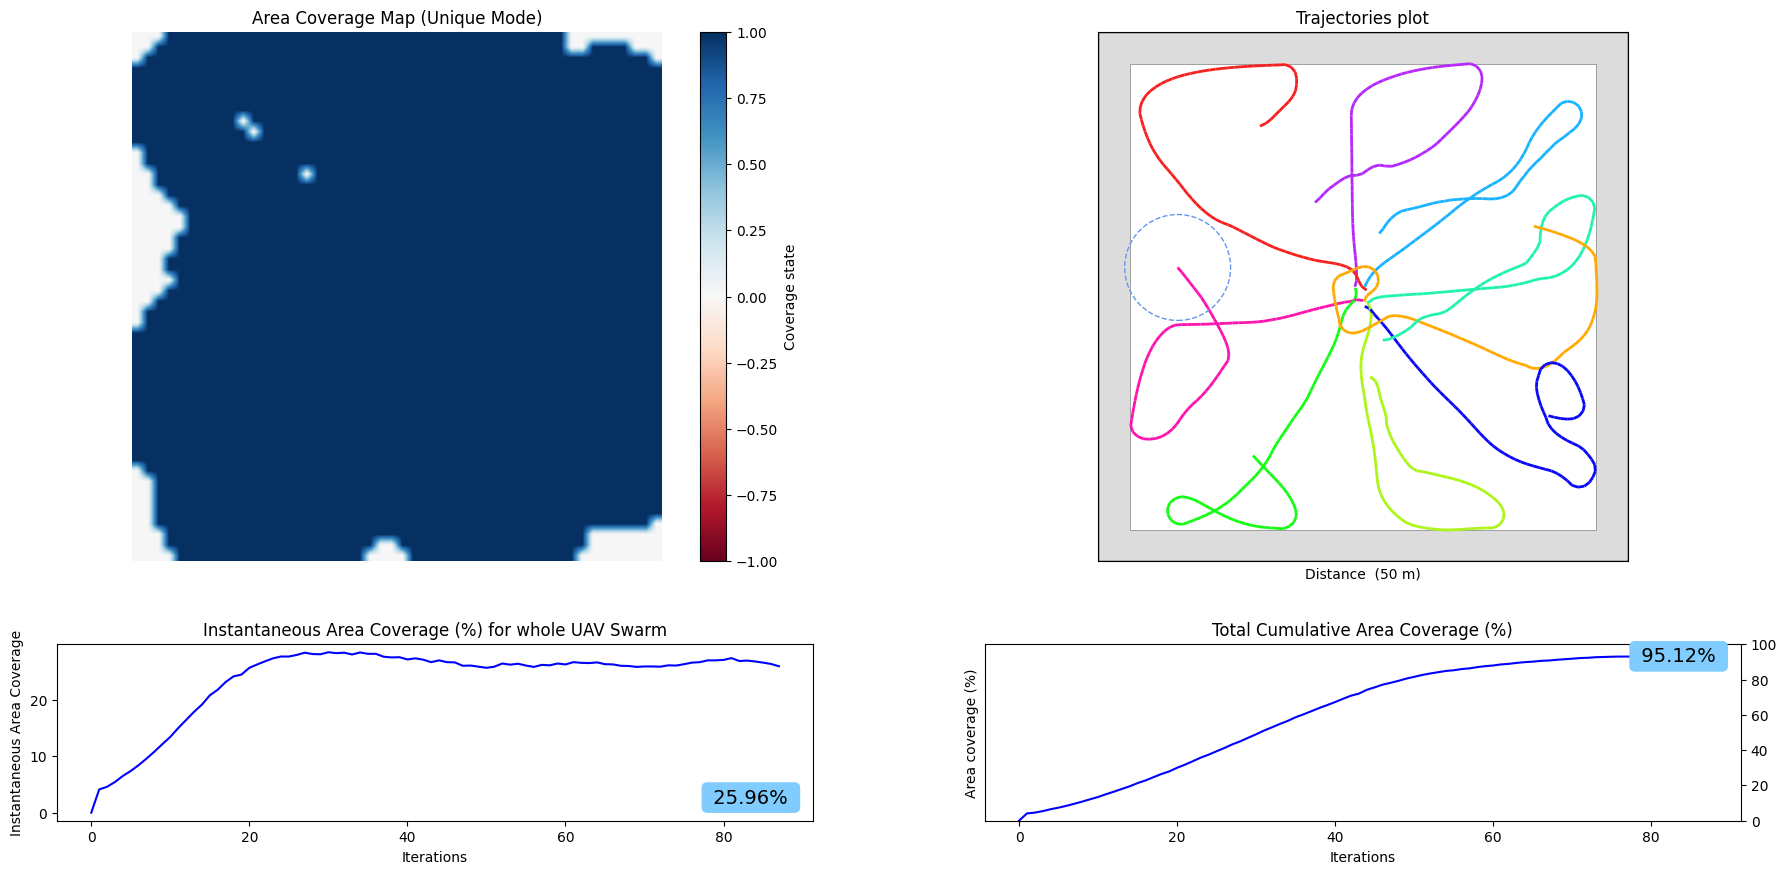 Area Coverage Map (Unique Mode)
1.00
0.75
0.50
0.25
0.00
−0.25
−0.50
−0.75
−1.00
Coverage state
Trajectories plot
Distance  (50 m)
Instantaneous Area Coverage (%) for whole UAV Swarm
Instantaneous Area Coverage
20
10
0
25.96%
0 20 40 60 80
Iterations
Total Cumulative Area Coverage (%)
Area coverage (%)
95.12%
100
80
60
40
20
0
0 20 40 60 80
Iterations